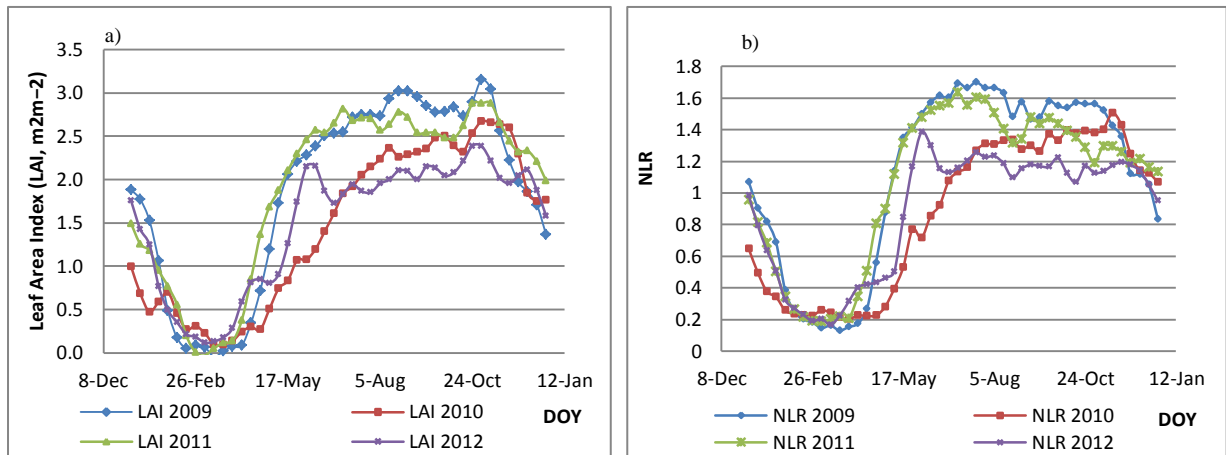 a)
Leaf Area Index (LAI, m2m−2)
3.5
3.0
2.5
2.0
1.5
1.0
0.5
0.0
8-Dec 26-Feb 17-May 5-Aug 24-Oct 12-Jan
LAI 2009 LAI 2010 DOY
LAI 2011 LAI 2012
b)
NLR
1.8
1.6
1.4
1.2
1
0.8
0.6
0.4
0.2
0
8-Dec 26-Feb 17-May 5-Aug 24-Oct 12-Jan
NLR 2009 NLR 2010 DOY
NLR 2011 NLR 2012